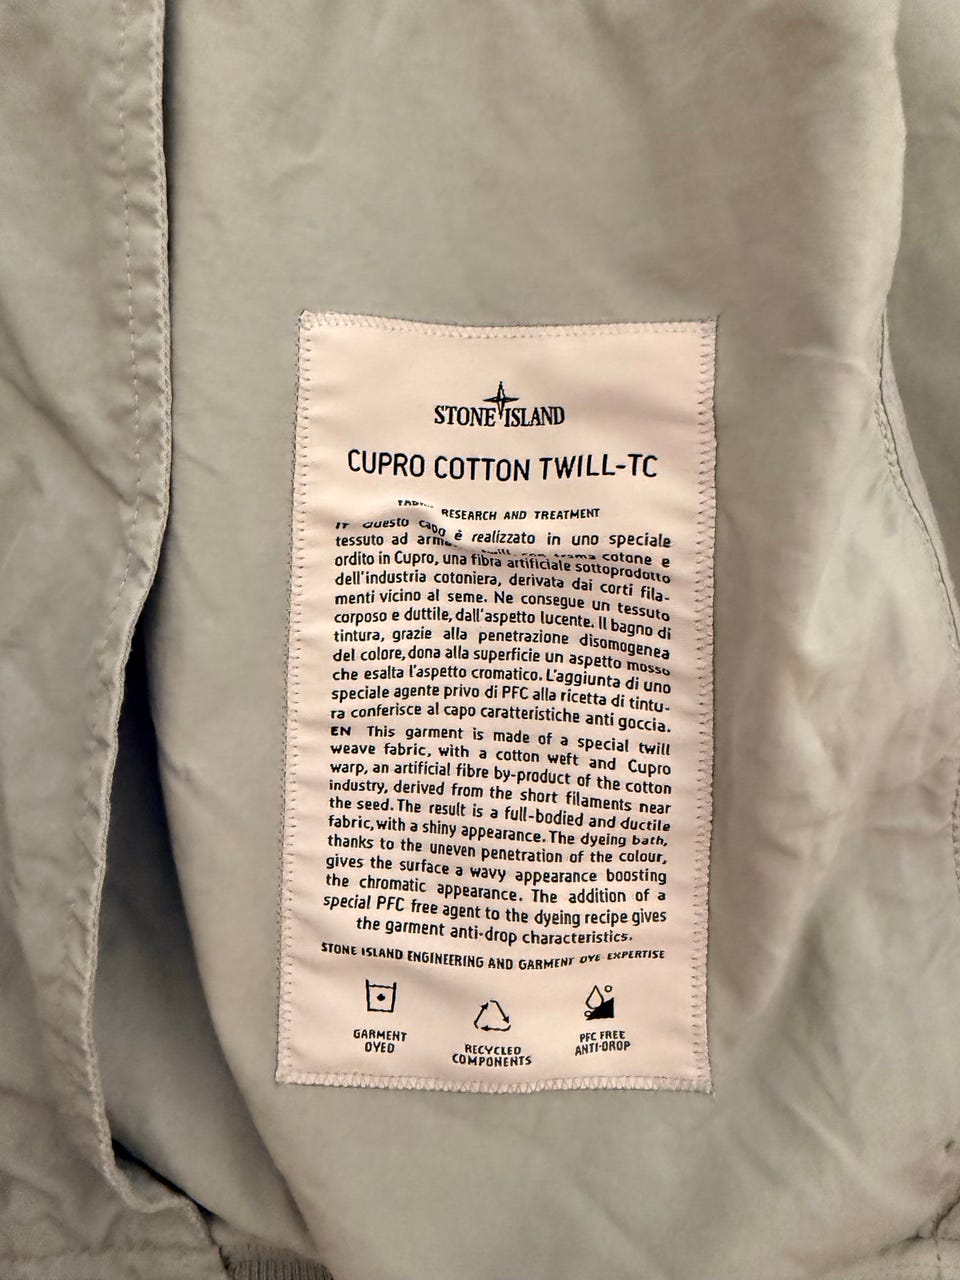 STONE ISLAND
CUPRO COTTON TWILL-TC
RESEARCH AND TREATMENT
IT Questo capo è realizzato in uno speciale
tessuto ad twill, con trama cotone e
ordito in Cupro, una fibra artificiale sottoprodotto
dell'industria cotoniera, derivata dai corti fila-
menti vicino al seme. Ne consegue un tessuto
corposo e duttile, dall'aspetto lucente. Il bagno di
tintura, grazie alla penetrazione disomogenea
del colore, dona alla superficie un aspetto mosso
che esalta l'aspetto cromatico. L'aggiunta di uno
speciale agente privo di PFC alla ricetta di tintu-
ra conferisce al capo caratteristiche anti goccia.
EN This garment is made of a special twill
weave fabric, with a cotton weft and Cupro
warp, an artificial fibre by-product of the cotton
industry, derived from the short filaments near
the seed. The result is a full-bodied and ductile
fabric, with a shiny appearance. The dyeing bath,
thanks to the uneven penetration of the colour,
gives the surface a wavy appearance boosting
the chromatic appearance. The addition of a
special PFC free agent to the dyeing recipe gives
the garment anti-drop characteristics.
STONE ISLAND ENGINEERING AND GARMENT DYE EXPERTISE
GARMENT
DYED
RECYCLED
COMPONENTS
PFC FREE
ANTI-DROP